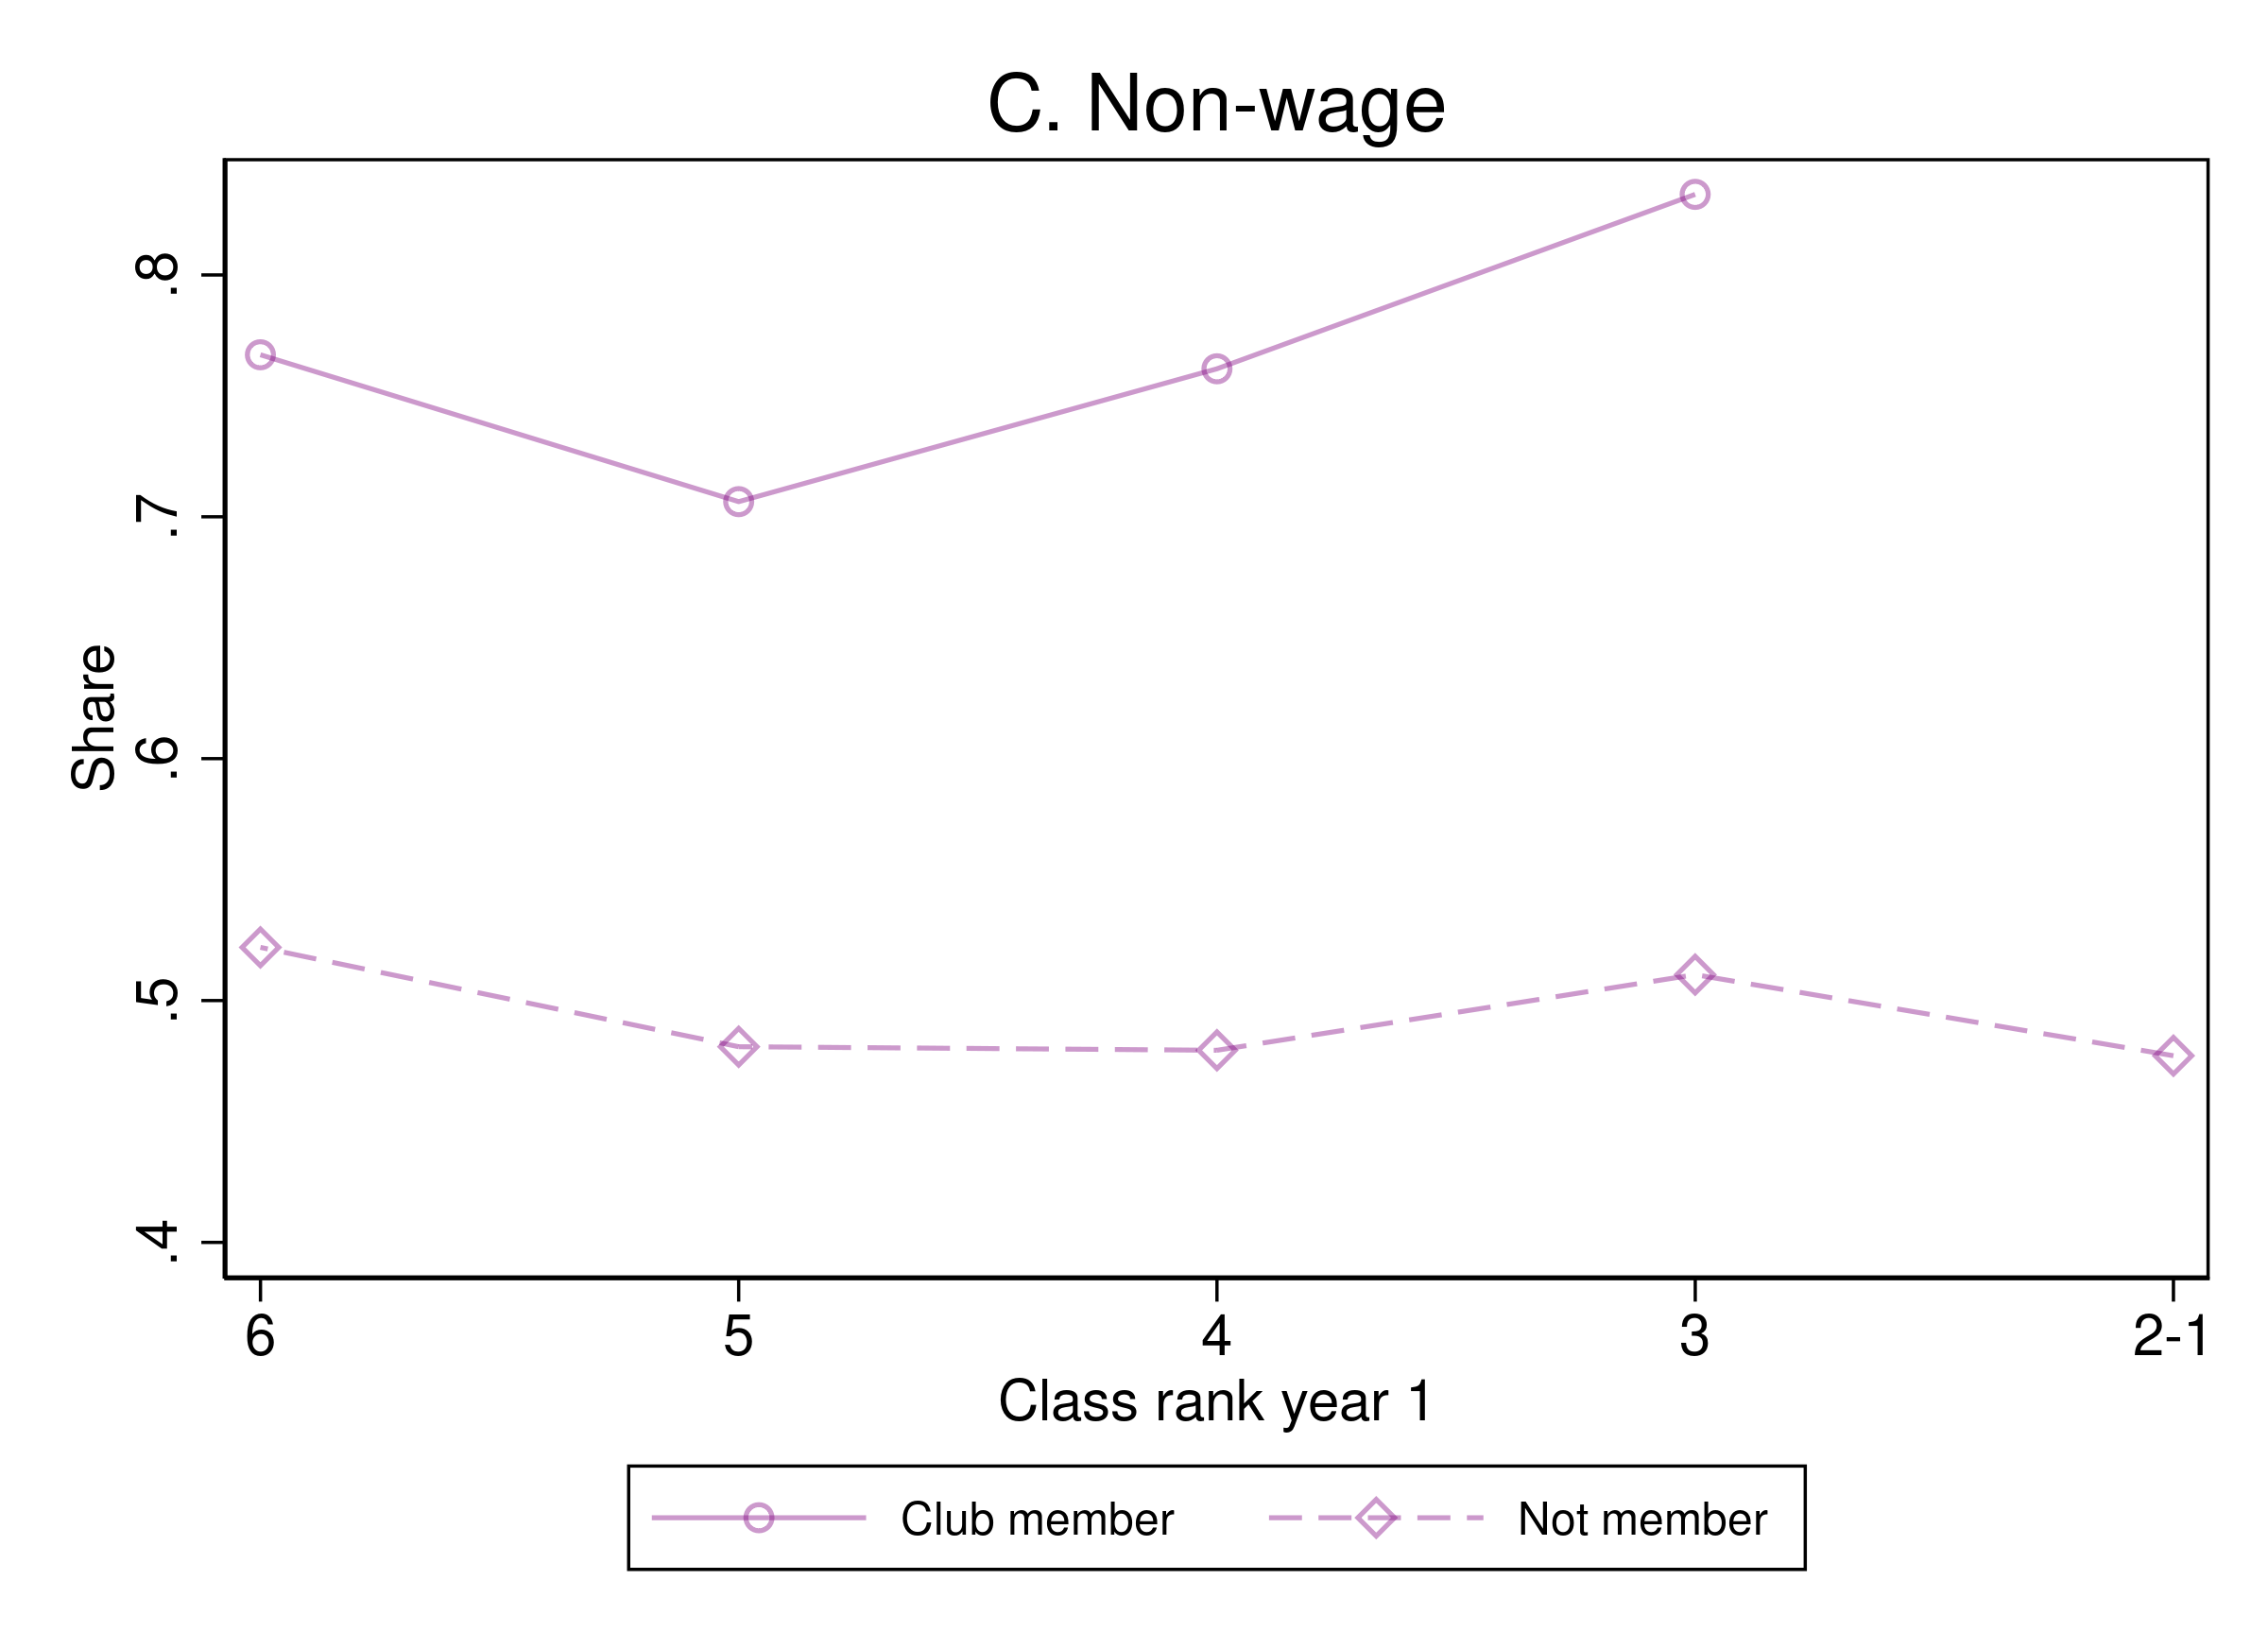 C. Non-wage
Share
.8
.7
.6
.5
.4
6 5 4 3 2-1
Class rank year 1
Club member Not member